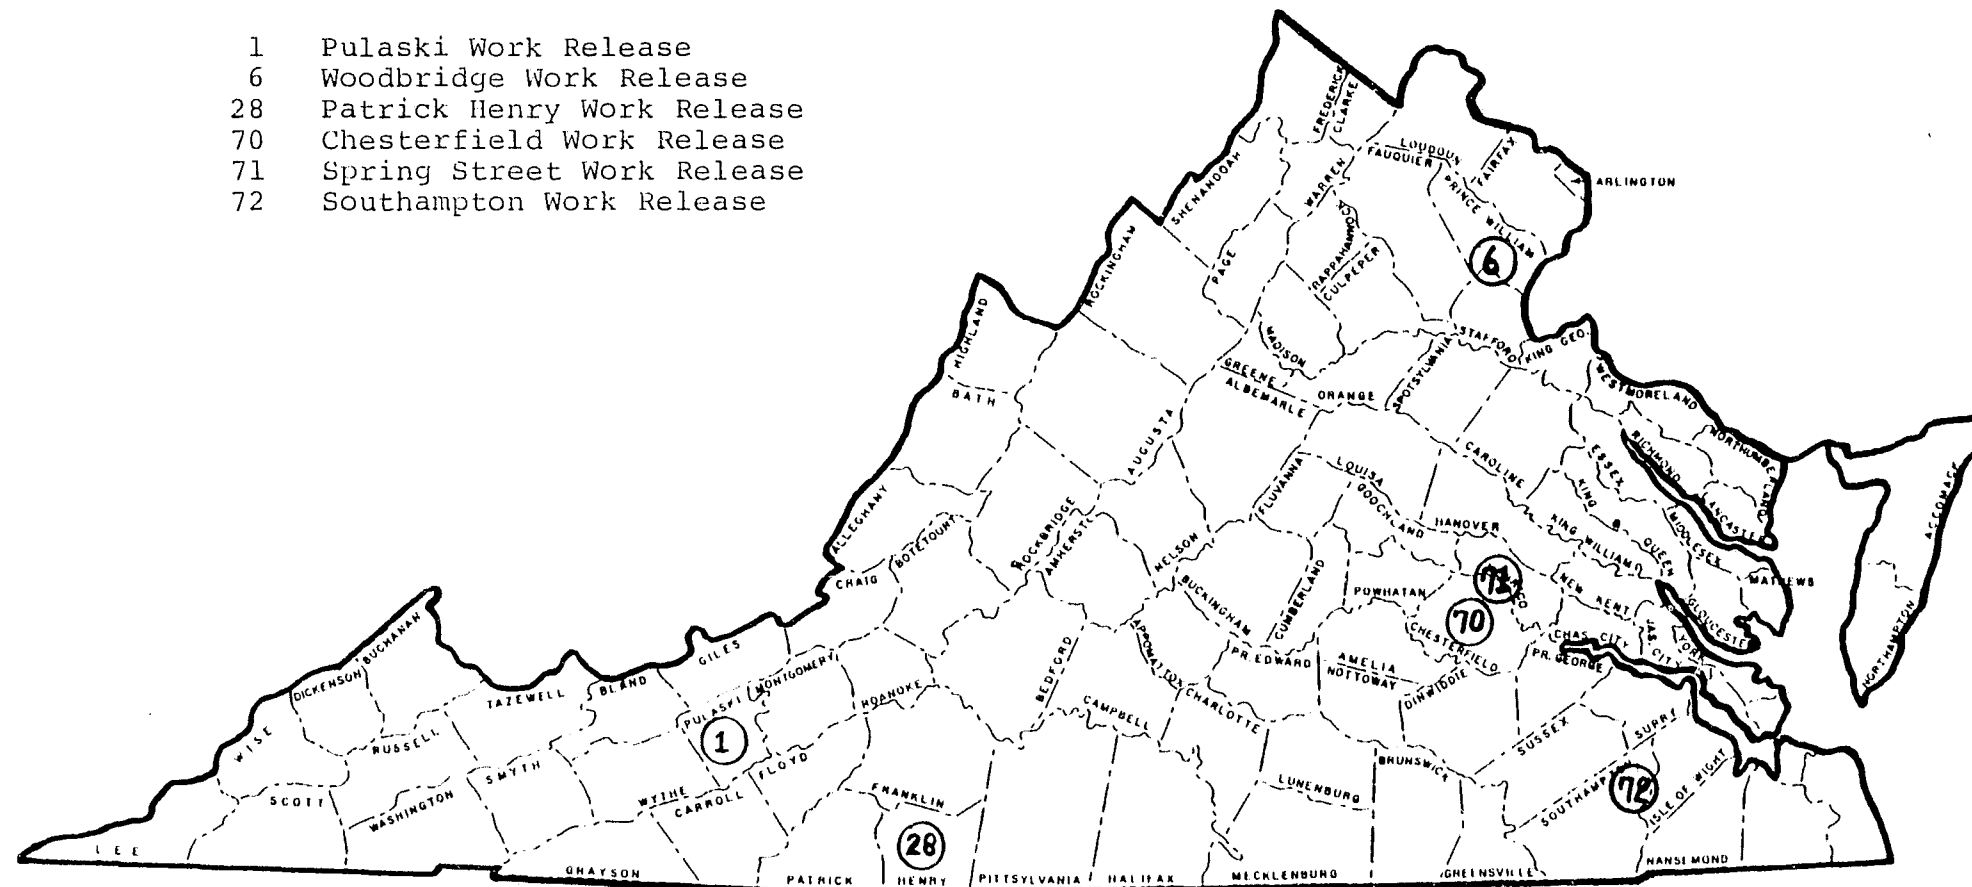 1 Pulaski Work Release
6 Woodbridge Work Release
28 Patrick Henry Work Release
70 Chesterfield Work Release
71 Spring Street Work Release
72 Southampton Work Release
FREDERICK
CLARKE
LOUDOUN
FAUQUIER
FAIRFAX
ARLINGTON
SHENANDOAH
WARREN
PRINCE WILLIAM
RAPPAHANNOCK
CULPEPER
6
ROCKINGHAM
PAGE
HIGHLAND
MADISON
STAFFORD
KING GEO.
SPOTSYLVANIA
GREENE
ALBEMARLE
ORANGE
WESTMORELAND
BATH
AUGUSTA
RICHMOND
NORTHUMBERLAND
LANCASTER
ESSEX
CAROLINE
LOUISA
FLUVANNA
GOOCHLAND
HANOVER
KING & QUEEN
KING WILLIAM
MIDDLESEX
MATHEWS
ACCOMACK
ALLEGHANY
BOTETOURT
ROCKBRIDGE
AMHERST
NELSON
CRAIG
BUCKINGHAM
CUMBERLAND
POWHATAN
71
70
CHESTERFIELD
NEW KENT
GLOUCESTER
CHAS. CITY
JAS. CITY
YORK
NORTHAMPTON
BUCHANAN
DICKENSON
WISE
TAZEWELL
BLAND
GILES
MONTGOMERY
PULASKI
1
ROANOKE
BEDFORD
APPOMATTOX
CAMPBELL
CHARLOTTE
PR. EDWARD
AMELIA
NOTTOWAY
DINWIDDIE
PR. GEORGE
SUSSEX
SURRY
RUSSELL
SMYTH
FLOYD
SCOTT
WASHINGTON
WYTHE
CARROLL
FRANKLIN
28
LUNENBURG
BRUNSWICK
SOUTHAMPTON
72
ISLE OF WIGHT
LEE
GRAYSON
PATRICK
HENRY
PITTSYLVANIA
HALIFAX
MECKLENBURG
GREENSVILLE
NANSEMOND